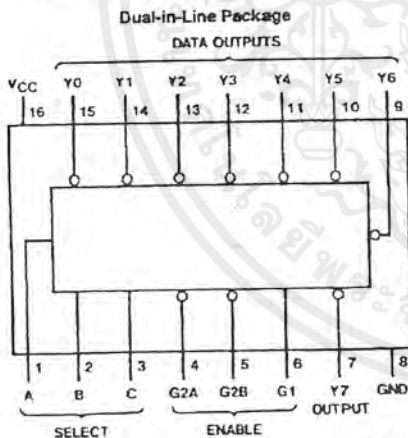 Dual-in-Line Package
DATA OUTPUTS
VCC Y0 Y1 Y2 Y3 Y4 Y5 Y6
16 15 14 13 12 11 10 9
1 2 3 4 5 6 7 8
A B C G2A G2B G1 Y7 GND
OUTPUT
SELECT ENABLE